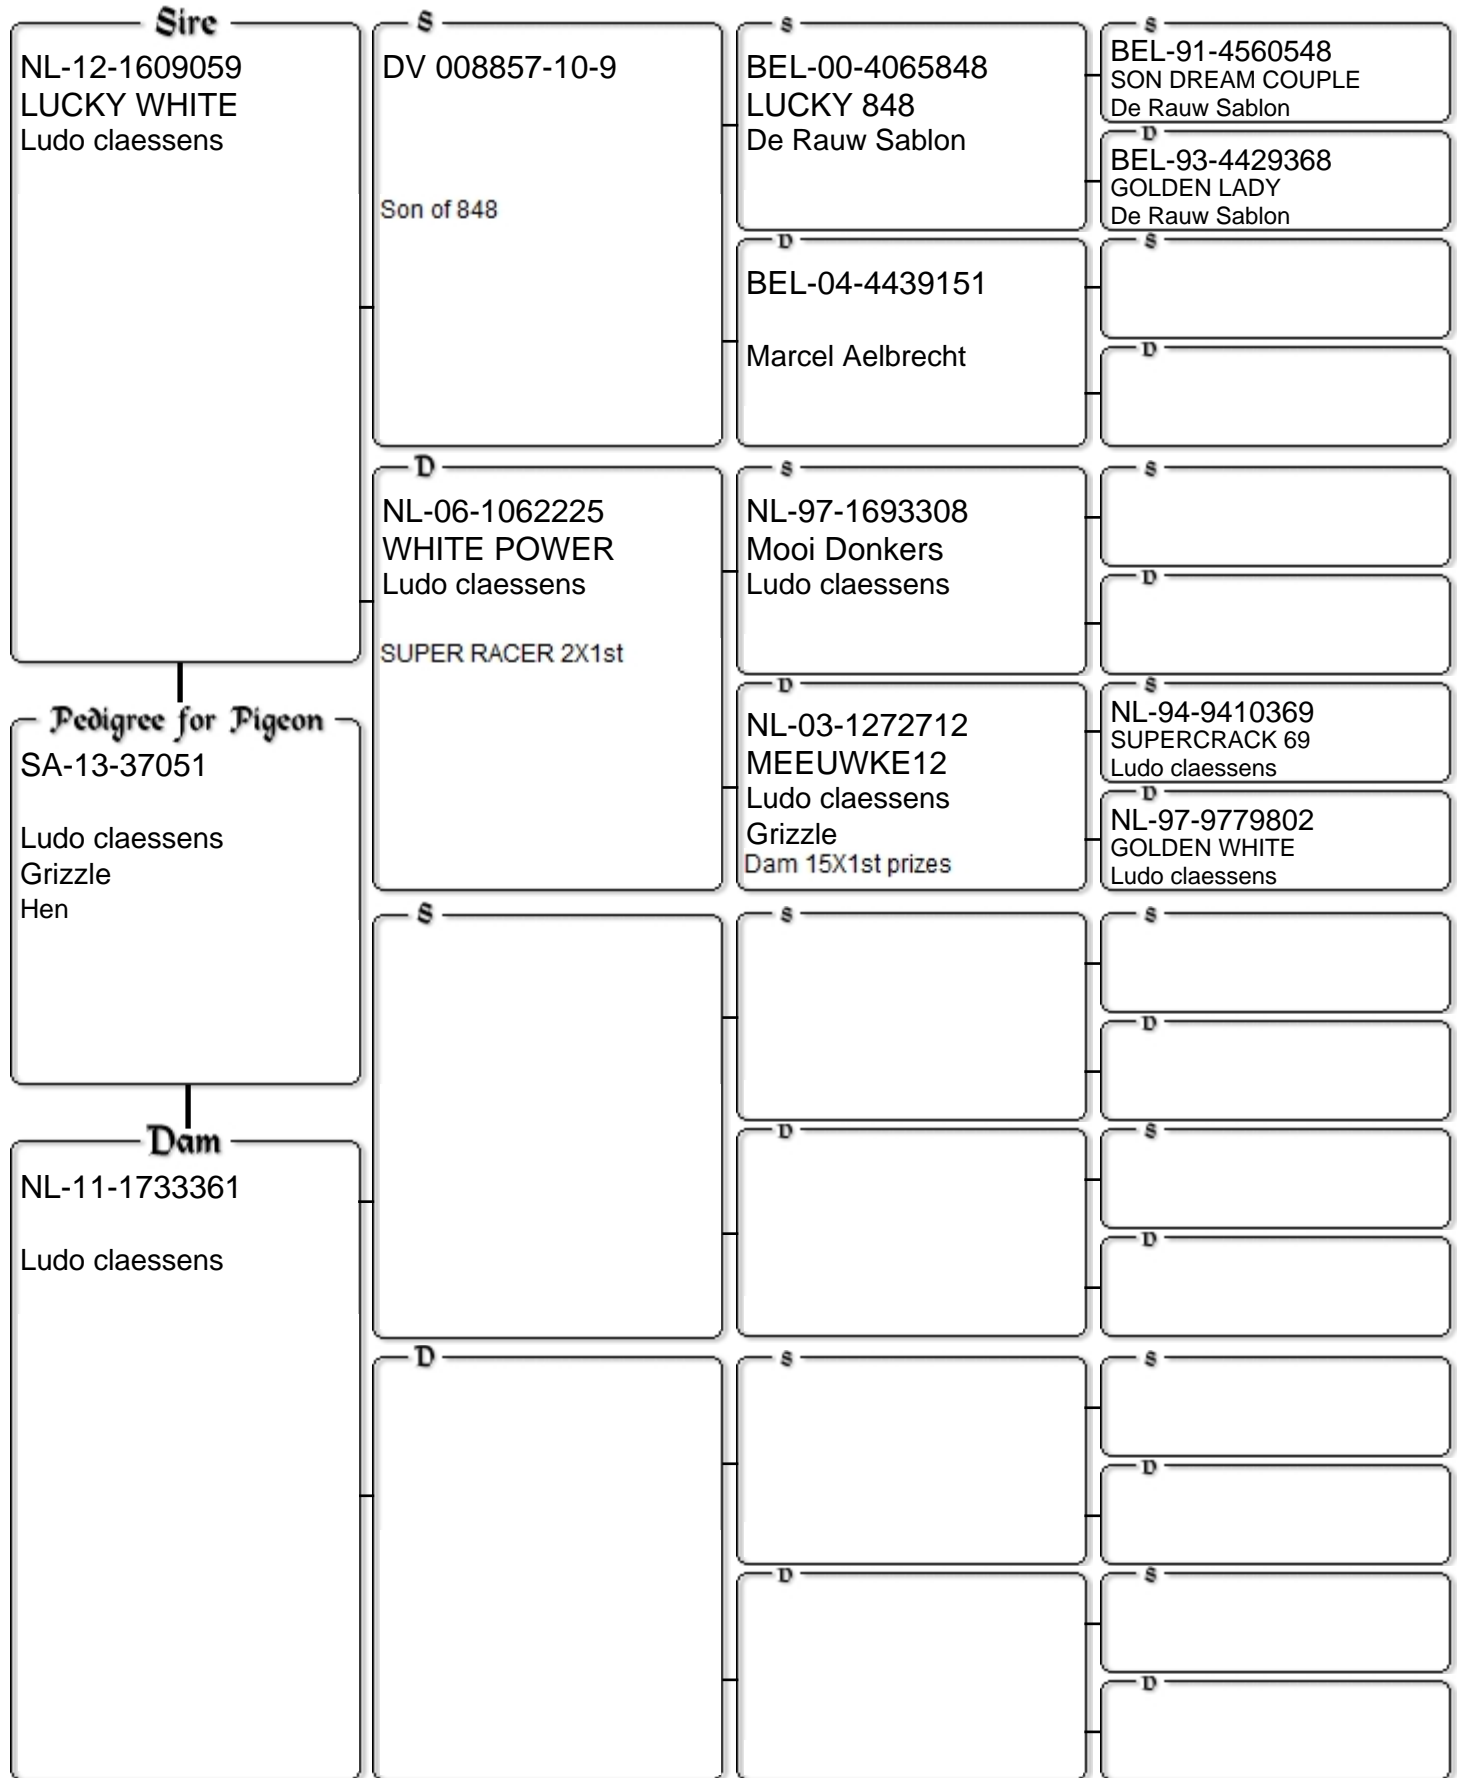 Sire
NL-12-1609059
LUCKY WHITE
Ludo claessens
Pedigree for Pigeon
SA-13-37051
Ludo claessens
Grizzle
Hen
Dam
NL-11-1733361
Ludo claessens
S
DV 008857-10-9
Son of 848
D
NL-06-1062225
WHITE POWER
Ludo claessens
SUPER RACER 2X1st
S
D
S
BEL-00-4065848
LUCKY 848
De Rauw Sablon
D
BEL-04-4439151
Marcel Aelbrecht
S
NL-97-1693308
Mooi Donkers
Ludo claessens
D
NL-03-1272712
MEEUWKE12
Ludo claessens
Grizzle
Dam 15X1st prizes
S
D
S
D
S
BEL-91-4560548
SON DREAM COUPLE
De Rauw Sablon
D
BEL-93-4429368
GOLDEN LADY
De Rauw Sablon
S
D
S
D
S
NL-94-9410369
SUPERCRACK 69
Ludo claessens
D
NL-97-9779802
GOLDEN WHITE
Ludo claessens
S
D
S
D
S
D
S
D